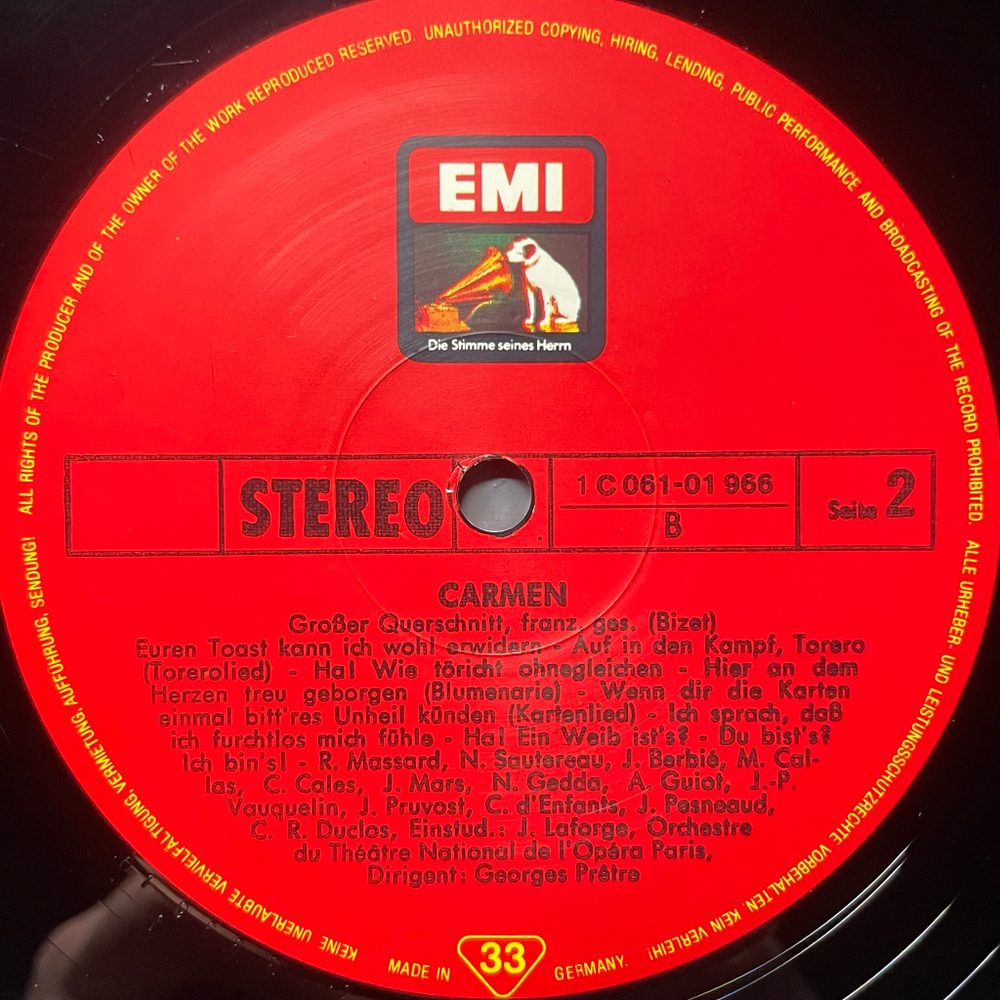 ALL RIGHTS OF THE PRODUCER AND OF THE OWNER OF THE WORK REPRODUCED RESERVED. UNAUTHORIZED COPYING, HIRING, LENDING, PUBLIC PERFORMANCE AND BROADCASTING OF THE RECORD PROHIBITED.
EMI
Die Stimme seines Herrn
STEREO
1 C 061-01 966
B
Seite 2
CARMEN
Großer Querschnitt, franz. ges. (Bizet)
Euren Toast kann ich wohl erwidern - Auf in den Kampf, Torero
(Torerolied) - Ha! Wie töricht ohnegleichen - Hier an dem
Herzen treu geborgen (Blumenarie) - Wenn dir die Karten
einmal bitt'res Unheil künden (Kartenlied) - Ich sprach, daß
ich furchtlos mich fühle - Ha! Ein Weib ist's? - Du bist's?
Ich bin's! - R. Massard, N. Sautereau, J. Berbié, M. Cal-
las, C. Cales, J. Mars, N. Gedda, A. Guiot, J.-P.
Vauquelin, J. Pruvost, C. d'Enfants, J. Pesneaud,
C. R. Duclos, Einstud.: J. Laforge, Orchestre
du Théâtre National de l'Opéra Paris,
Dirigent: Georges Prêtre
ALLE URHEBER- UND LEISTUNGSSCHUTZRECHTE VORBEHALTEN. KEIN VERLEIH!
KEINE UNERLAUBTE VERVIELFÄLTIGUNG, VERMIETUNG, AUFFÜHRUNG, SENDUNG!
MADE IN 33 GERMANY.